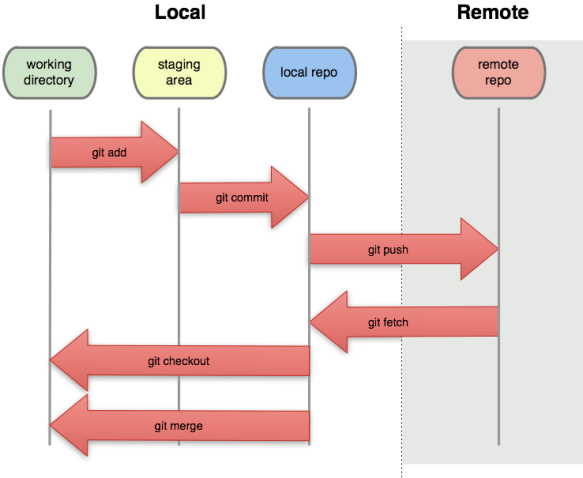 Local
Remote
working
directory
staging
area
local repo
remote
repo
git add
git commit
git push
git fetch
git checkout
git merge